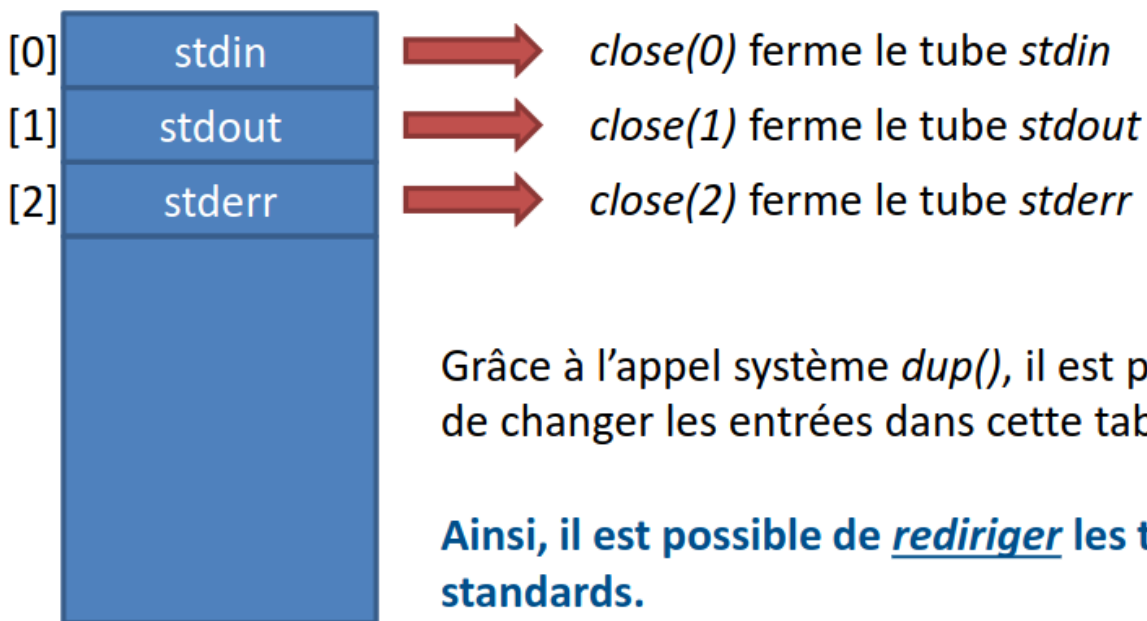 [0] stdin close(0) ferme le tube stdin
[1] stdout close(1) ferme le tube stdout
[2] stderr close(2) ferme le tube stderr
Grâce à l'appel système dup(), il est
de changer les entrées dans cette
Ainsi, il est possible de rediriger les
standards.